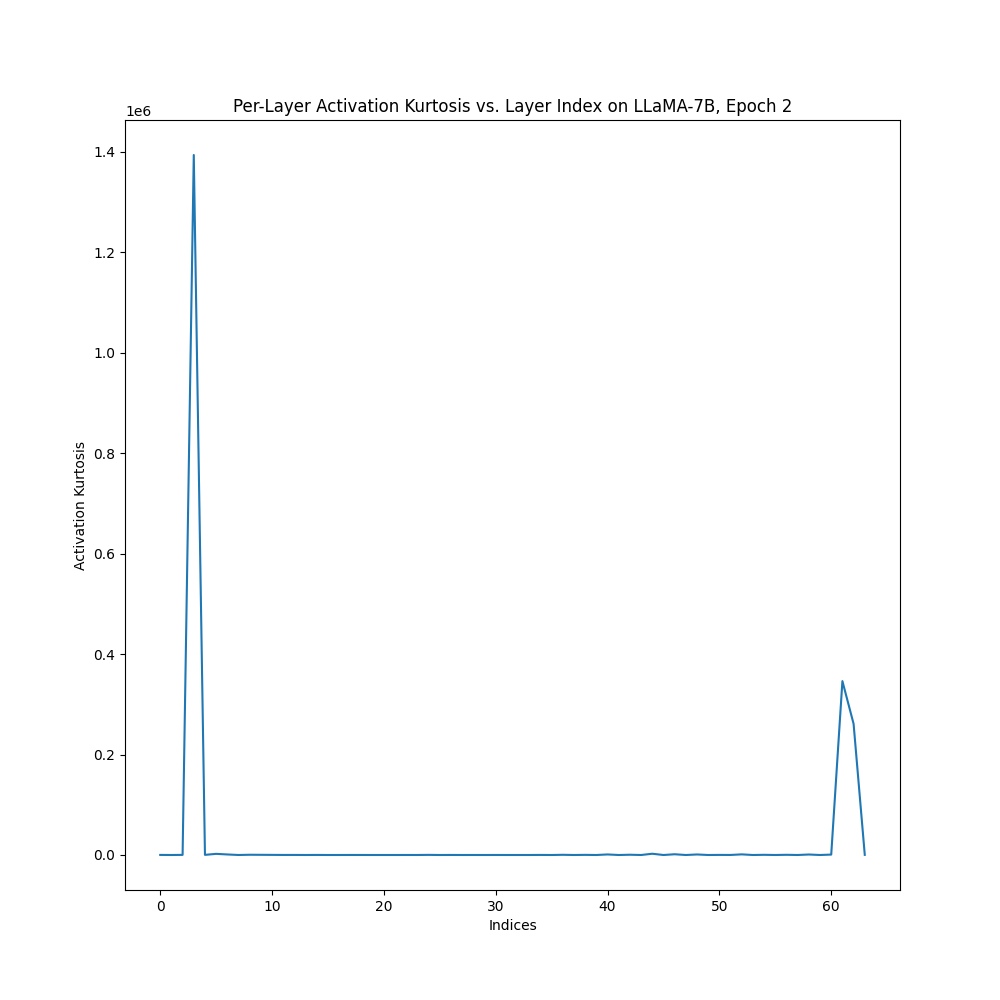 Per-Layer Activation Kurtosis vs. Layer Index on LLaMA-7B, Epoch 2
1e6
1.4
1.2
1.0
0.8
0.6
0.4
0.2
0.0
Activation Kurtosis
0 10 20 30 40 50 60
Indices